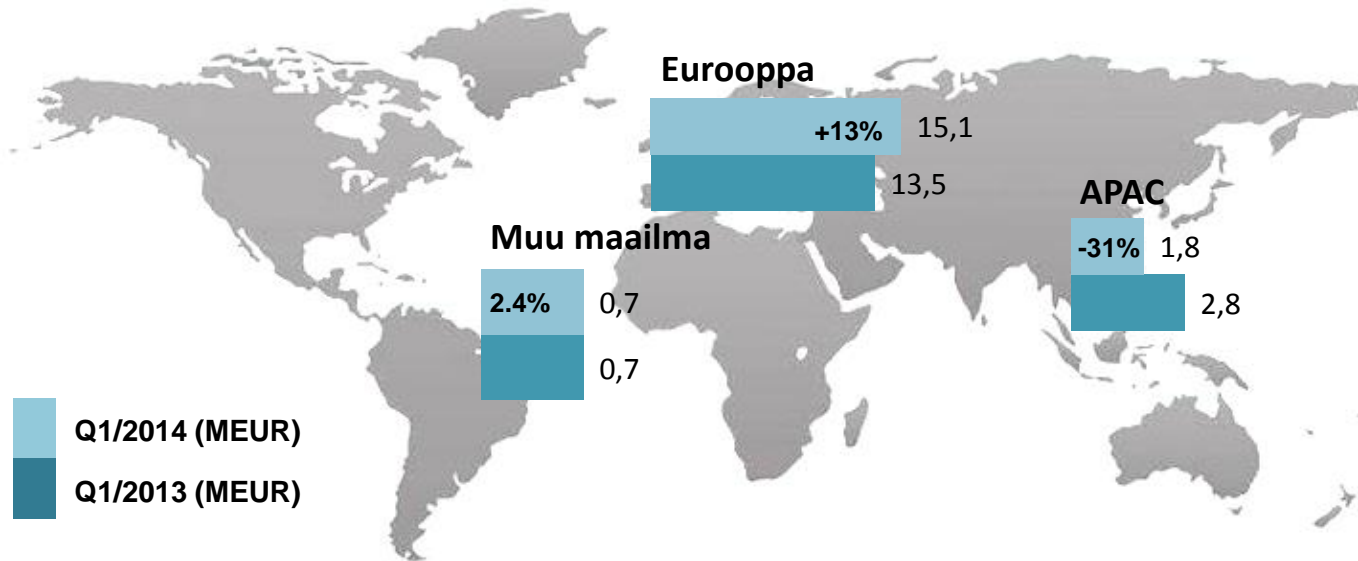 Eurooppa
+13% 15,1
13,5
APAC
-31% 1,8
2,8
Muu maailma
2.4% 0,7
0,7
Q1/2014 (MEUR)
Q1/2013 (MEUR)